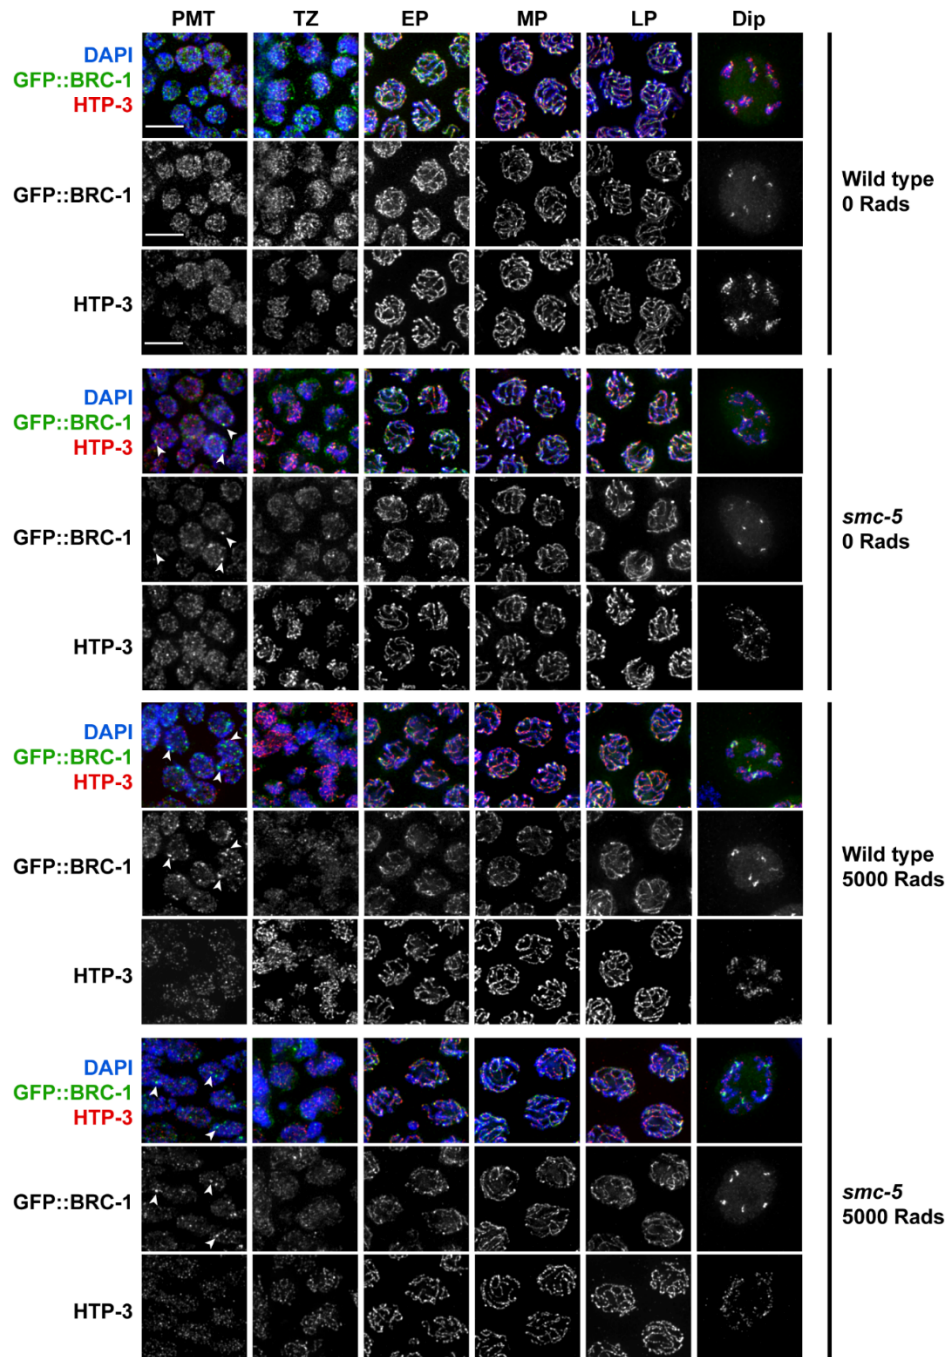 PMT TZ EP MP LP Dip
DAPI
GFP::BRC-1
HTP-3
GFP::BRC-1
HTP-3
Wild type
0 Rads
DAPI
GFP::BRC-1
HTP-3
GFP::BRC-1
HTP-3
smc-5
0 Rads
DAPI
GFP::BRC-1
HTP-3
GFP::BRC-1
HTP-3
Wild type
5000 Rads
DAPI
GFP::BRC-1
HTP-3
GFP::BRC-1
HTP-3
smc-5
5000 Rads